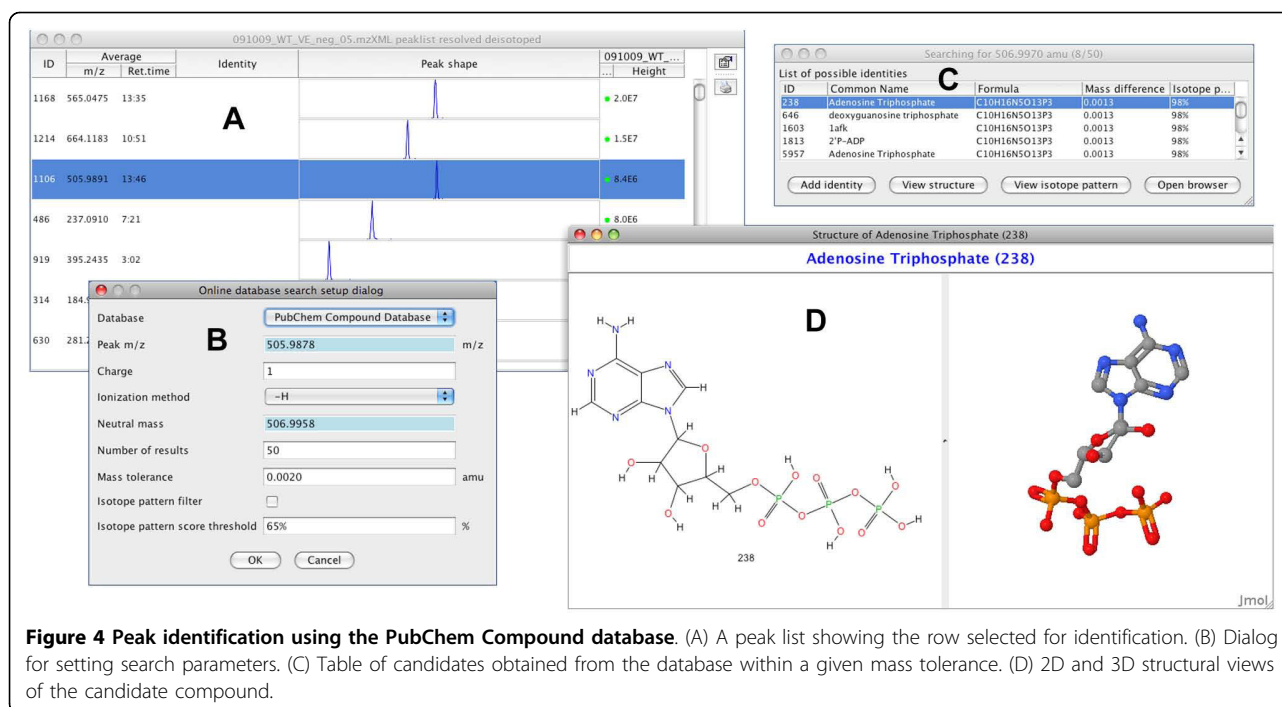 091009_WT_VE_neg_05.mzXML peaklist resolved deisotoped
ID Average Identity Peak shape 091009_WT_...
m/z Ret.time ... Height
1168 565.0475 13:35 2.0E7
1214 664.1183 10:51 1.5E7
1106 505.9891 13:46 8.4E6
486 237.0910 7:21 8.0E6
919 395.2435 3:02
314 184.
630 281.
A
Online database search setup dialog
Database PubChem Compound Database
Peak m/z 505.9878 m/z
Charge 1
Ionization method -H
Neutral mass 506.9958
Number of results 50
Mass tolerance 0.0020 amu
Isotope pattern filter
Isotope pattern score threshold 65% %
OK Cancel
B
Searching for 506.9970 amu (8/50)
List of possible identities
C
ID Common Name Formula Mass difference Isotope p...
238 Adenosine Triphosphate C10H16N5O13P3 0.0013 98%
646 deoxyguanosine triphosphate C10H16N5O13P3 0.0013 98%
1603 1afk C10H16N5O13P3 0.0013 98%
1813 2'P-ADP C10H16N5O13P3 0.0013 98%
5957 Adenosine Triphosphate C10H16N5O13P3 0.0013 98%
Add identity View structure View isotope pattern Open browser
Structure of Adenosine Triphosphate (238)
Adenosine Triphosphate (238)
D
H N H
N N H
H N N
H
H O H
O H H H O O O H O O H
H O H H O P O P O P O H
O H O H O
238
Jmol
Figure 4 Peak identification using the PubChem Compound database. (A) A peak list showing the row selected for identification. (B) Dialog
for setting search parameters. (C) Table of candidates obtained from the database within a given mass tolerance. (D) 2D and 3D structural views
of the candidate compound.